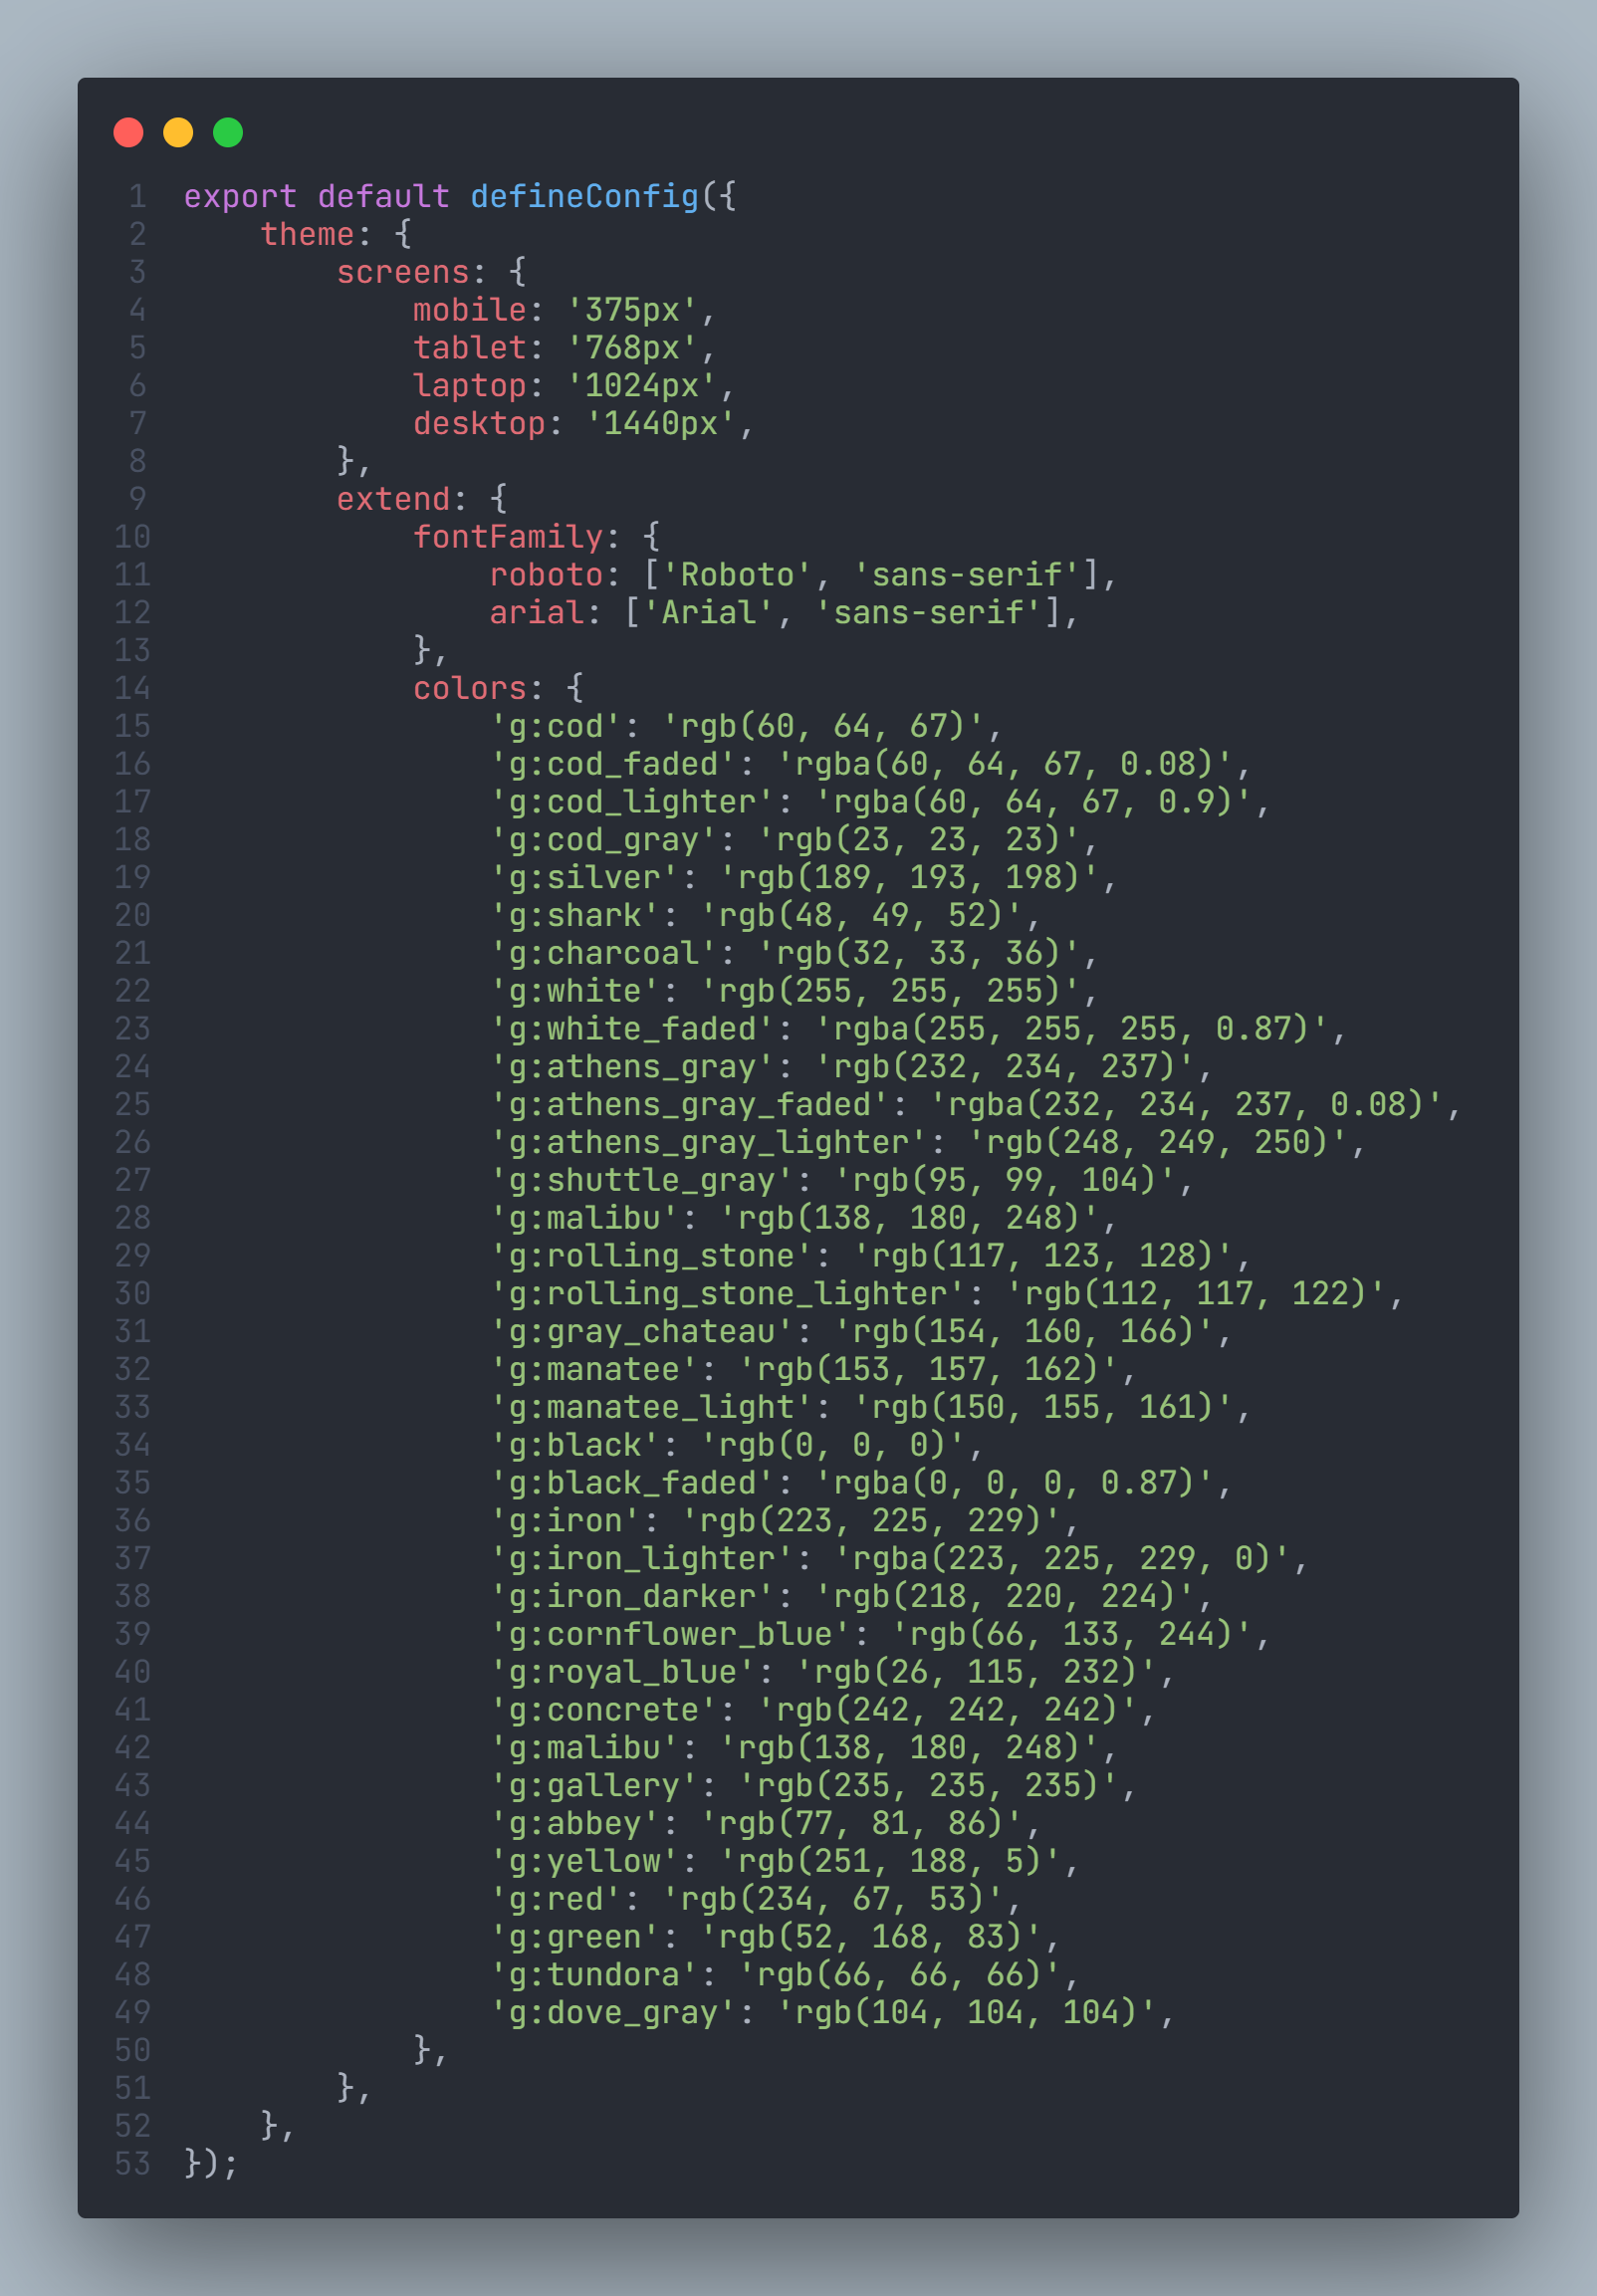 1 export default defineConfig({
2     theme: {
3         screens: {
4             mobile: '375px',
5             tablet: '768px',
6             laptop: '1024px',
7             desktop: '1440px',
8         },
9         extend: {
10             fontFamily: {
11                 roboto: ['Roboto', 'sans-serif'],
12                 arial: ['Arial', 'sans-serif'],
13             },
14             colors: {
15                 'g:cod': 'rgb(60, 64, 67)',
16                 'g:cod_faded': 'rgba(60, 64, 67, 0.08)',
17                 'g:cod_lighter': 'rgba(60, 64, 67, 0.9)',
18                 'g:cod_gray': 'rgb(23, 23, 23)',
19                 'g:silver': 'rgb(189, 193, 198)',
20                 'g:shark': 'rgb(48, 49, 52)',
21                 'g:charcoal': 'rgb(32, 33, 36)',
22                 'g:white': 'rgb(255, 255, 255)',
23                 'g:white_faded': 'rgba(255, 255, 255, 0.87)',
24                 'g:athens_gray': 'rgb(232, 234, 237)',
25                 'g:athens_gray_faded': 'rgba(232, 234, 237, 0.08)',
26                 'g:athens_gray_lighter': 'rgb(248, 249, 250)',
27                 'g:shuttle_gray': 'rgb(95, 99, 104)',
28                 'g:malibu': 'rgb(138, 180, 248)',
29                 'g:rolling_stone': 'rgb(117, 123, 128)',
30                 'g:rolling_stone_lighter': 'rgb(112, 117, 122)',
31                 'g:gray_chateau': 'rgb(154, 160, 166)',
32                 'g:manatee': 'rgb(153, 157, 162)',
33                 'g:manatee_light': 'rgb(150, 155, 161)',
34                 'g:black': 'rgb(0, 0, 0)',
35                 'g:black_faded': 'rgba(0, 0, 0, 0.87)',
36                 'g:iron': 'rgb(223, 225, 229)',
37                 'g:iron_lighter': 'rgba(223, 225, 229, 0)',
38                 'g:iron_darker': 'rgb(218, 220, 224)',
39                 'g:cornflower_blue': 'rgb(66, 133, 244)',
40                 'g:royal_blue': 'rgb(26, 115, 232)',
41                 'g:concrete': 'rgb(242, 242, 242)',
42                 'g:malibu': 'rgb(138, 180, 248)',
43                 'g:gallery': 'rgb(235, 235, 235)',
44                 'g:abbey': 'rgb(77, 81, 86)',
45                 'g:yellow': 'rgb(251, 188, 5)',
46                 'g:red': 'rgb(234, 67, 53)',
47                 'g:green': 'rgb(52, 168, 83)',
48                 'g:tundora': 'rgb(66, 66, 66)',
49                 'g:dove_gray': 'rgb(104, 104, 104)',
50             },
51         },
52     },
53 });